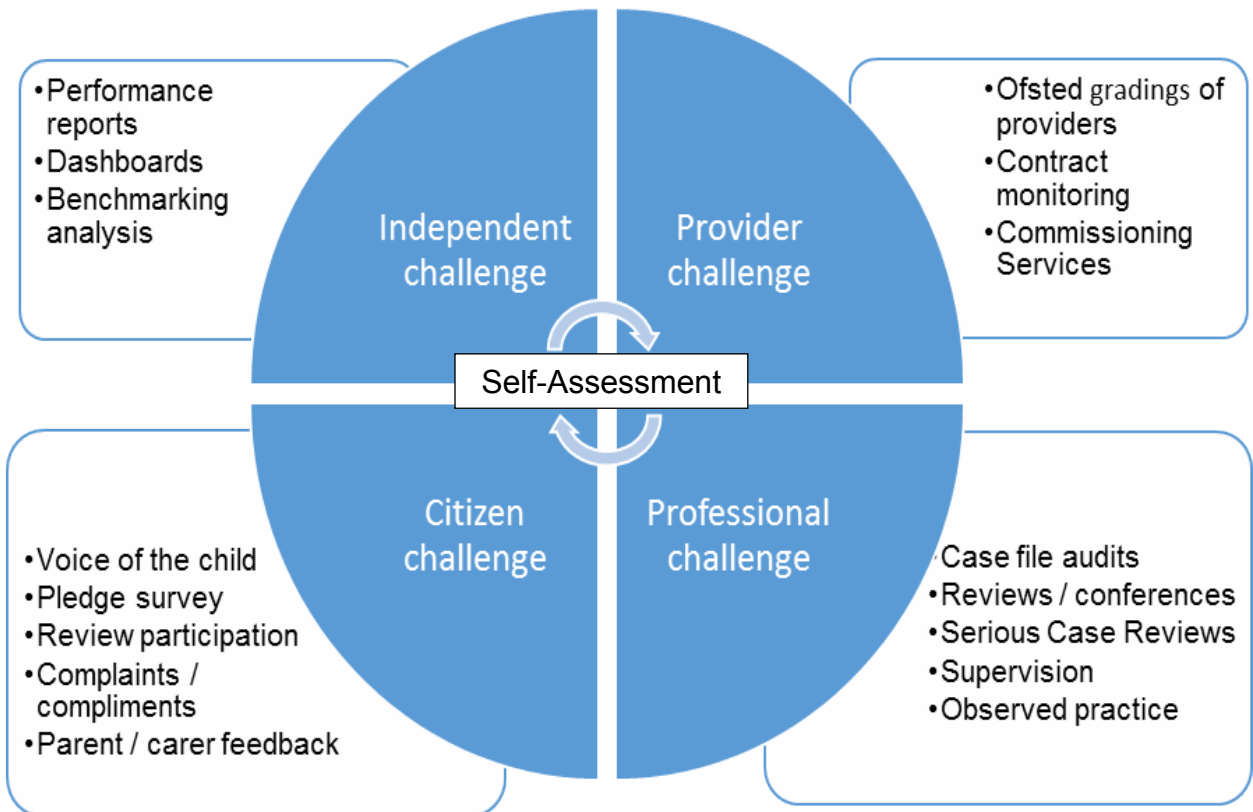 •Performance
reports
•Dashboards
•Benchmarking
analysis
Independent
challenge
Provider
challenge
•Ofsted gradings of
providers
•Contract
monitoring
•Commissioning
Services
Self-Assessment
•Voice of the child
•Pledge survey
•Review participation
•Complaints /
compliments
•Parent / carer feedback
Citizen
challenge
Professional
challenge
•Case file audits
•Reviews / conferences
•Serious Case Reviews
•Supervision
•Observed practice